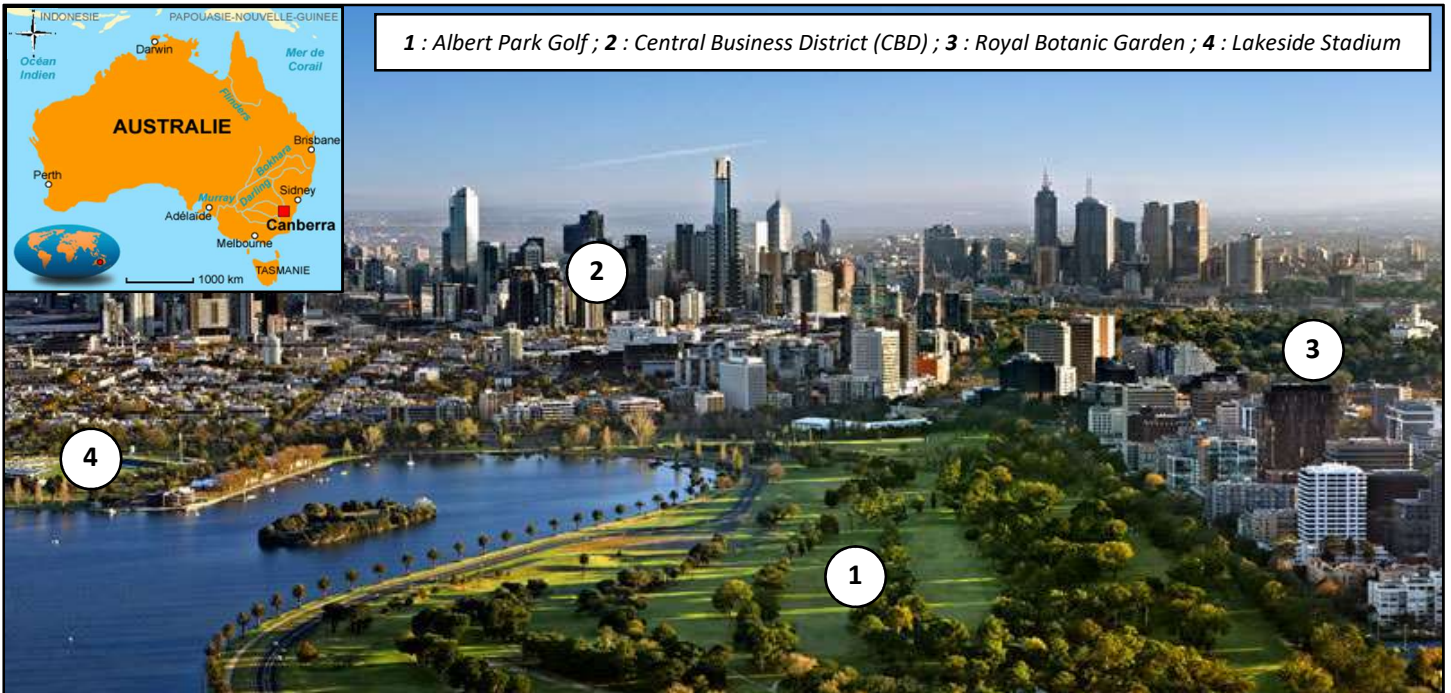 INDONESIE
PAPOUASIE-NOUVELLE-GUINEE
Darwin
Mer de
Corail
Océan
Indien
Flinders
AUSTRALIE
Brisbane
Bokhara
Perth
Darling
Murray
Sidney
Adélaïde
Canberra
Melbourne
TASMANIE
1000 km
1 : Albert Park Golf ; 2 : Central Business District (CBD) ; 3 : Royal Botanic Garden ; 4 : Lakeside Stadium
2
3
4
1